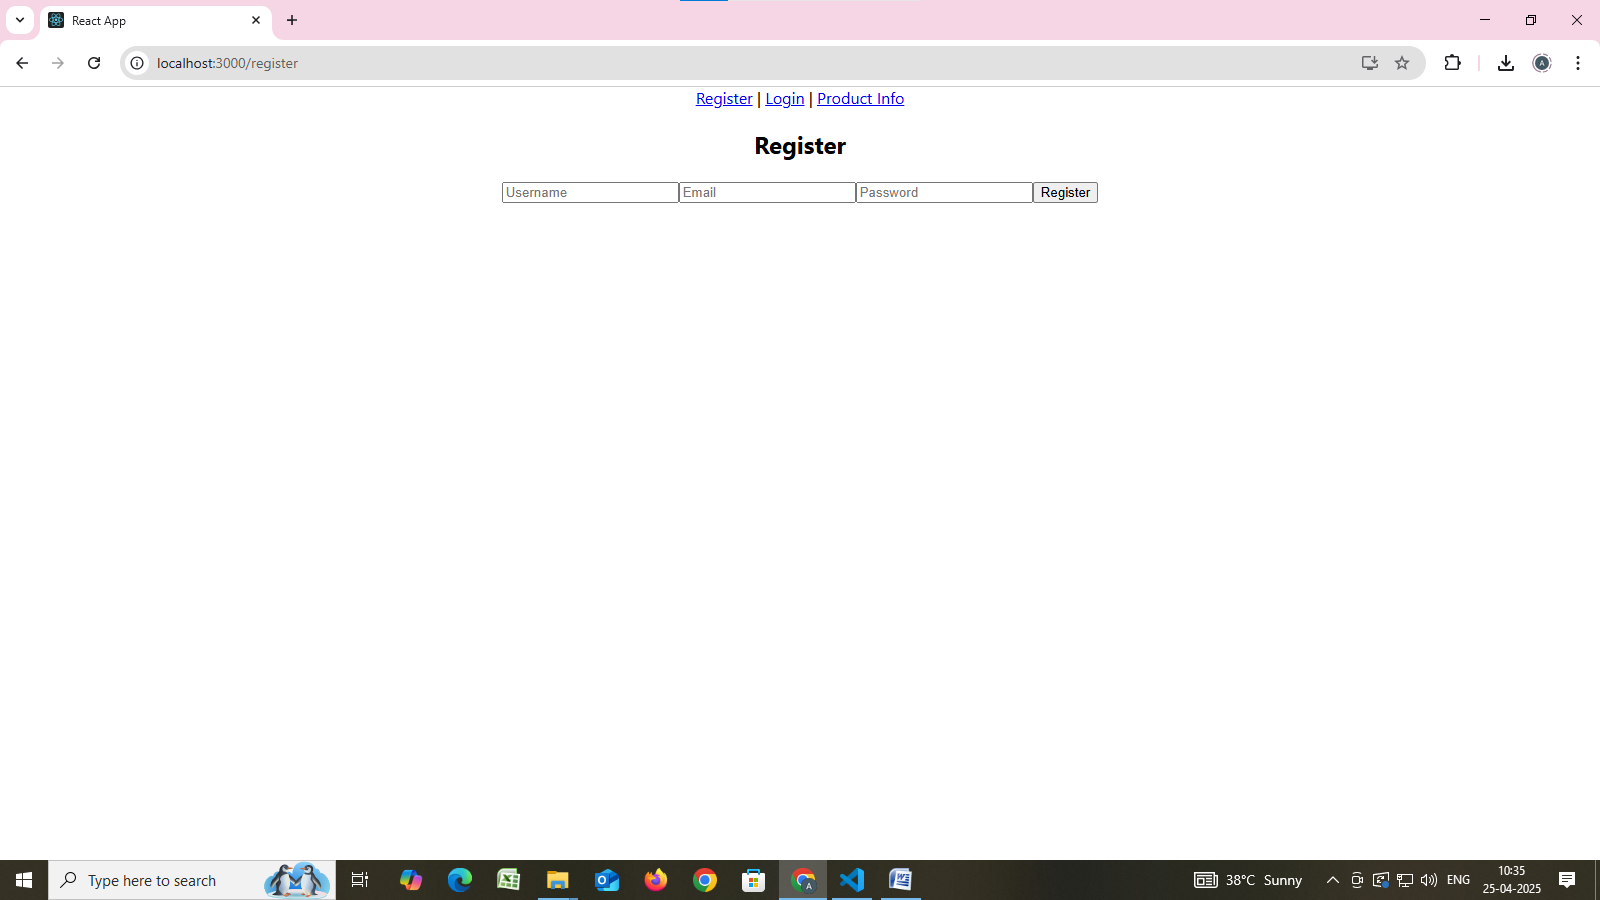 React App
localhost:3000/register
Register | Login | Product Info
Register
Username Email Password Register
Type here to search
38°C Sunny
ENG
10:35
25-04-2025